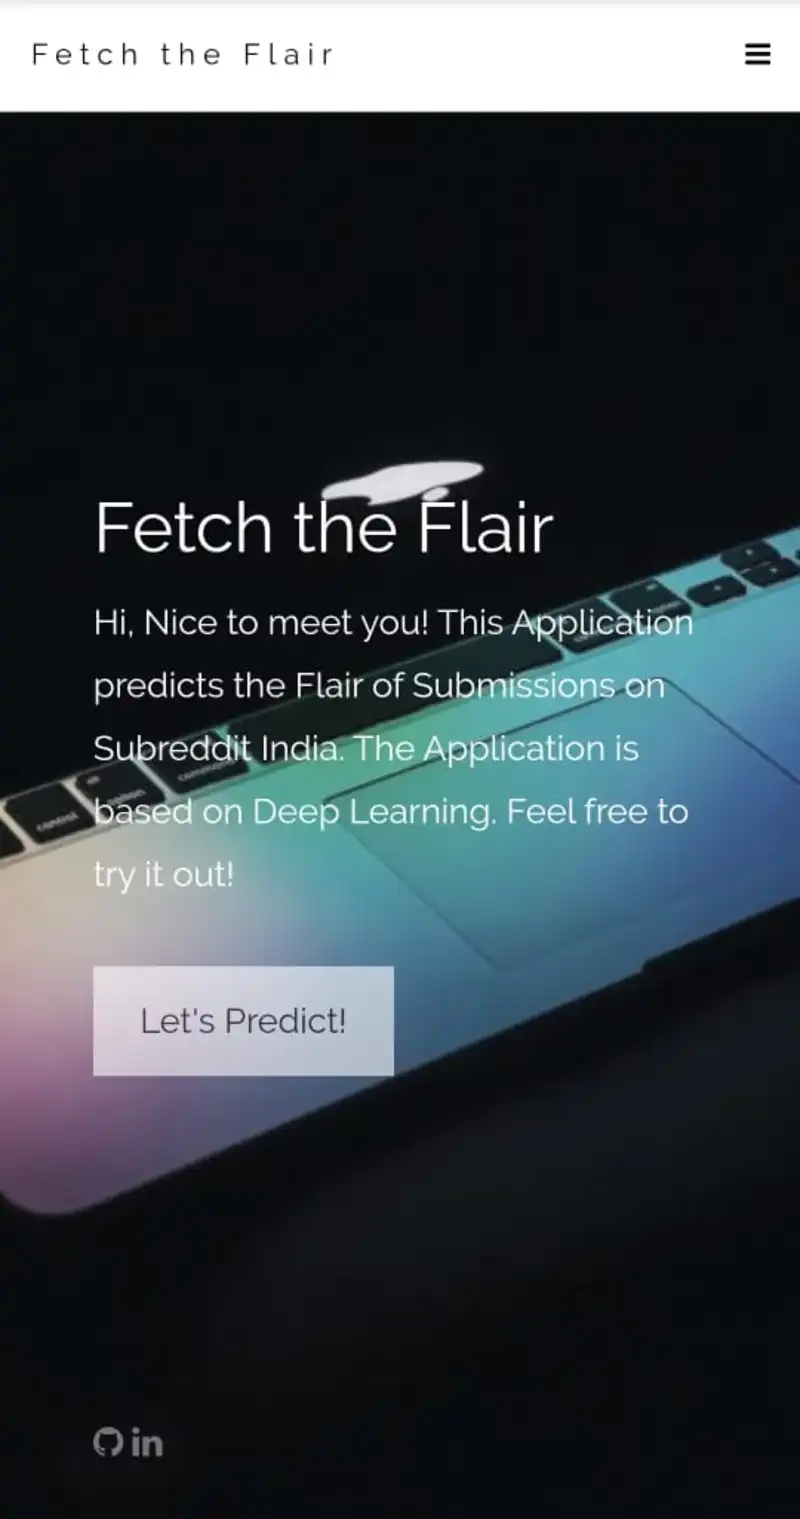 Fetch the Flair
Fetch the Flair
Hi, Nice to meet you! This Application
predicts the Flair of Submissions on
Subreddit India. The Application is
based on Deep Learning. Feel free to
try it out!
Let's Predict!
in